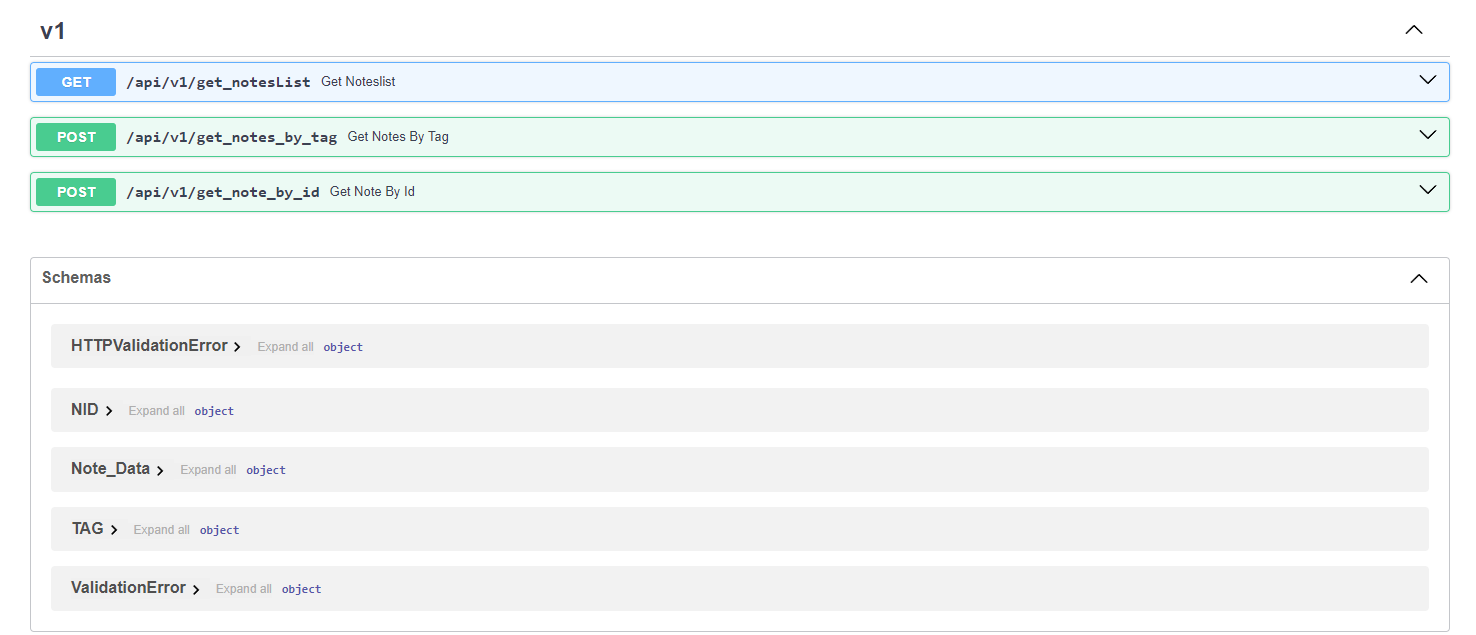 v1
GET /api/v1/get_notesList Get Noteslist
POST /api/v1/get_notes_by_tag Get Notes By Tag
POST /api/v1/get_note_by_id Get Note By Id
Schemas
HTTPValidationError Expand all object
NID Expand all object
Note_Data Expand all object
TAG Expand all object
ValidationError Expand all object